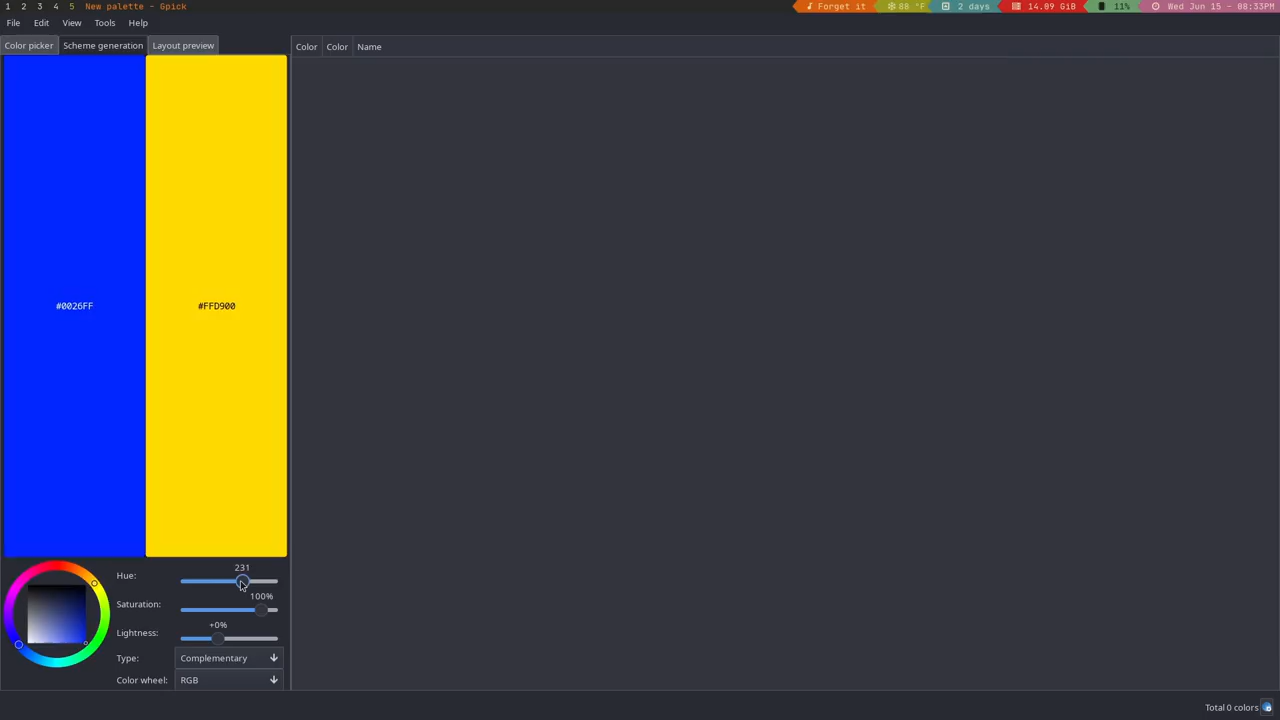 1 2 3 4 5 New palette - Gpick
Forget it 88 °F 2 days 14.09 GiB 11% Wed Jun 15 - 88:33PM
File Edit View Tools Help
Color picker Scheme generation Layout preview
Color Color Name
#0026FF #FFD900
231
Hue:
100%
Saturation:
+0%
Lightness:
Type: Complementary
Color wheel: RGB
Total 0 colors